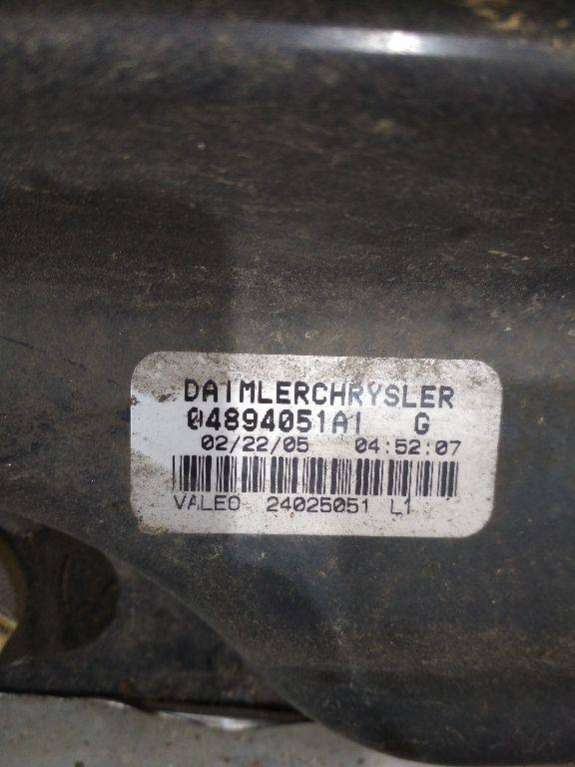 DAIMLERCHRYSLER
04894051A1 G
02/22/05 04:52:07
VALEO 24025051 L1